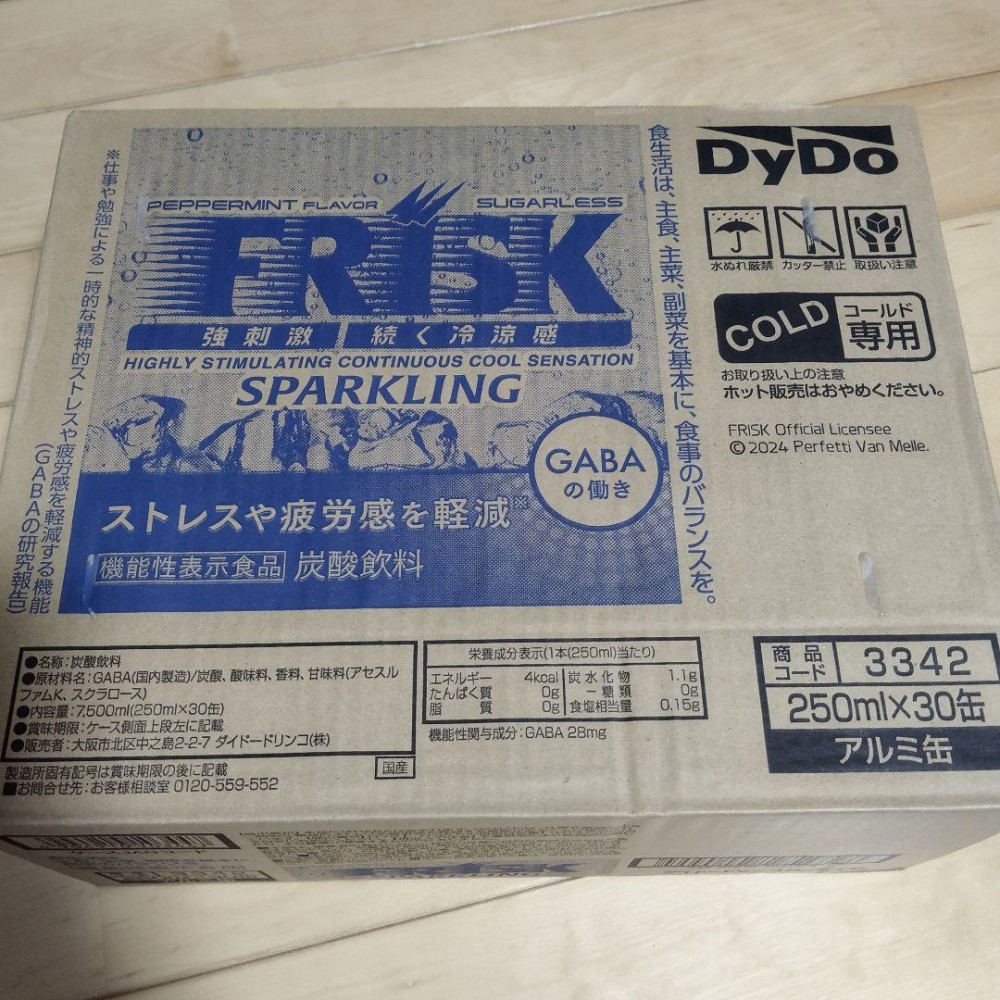 ※仕事や勉強による一時的な精神的ストレスや疲労感を軽減する機能
(GABAの研究報告)
PEPPERMINT FLAVOR
SUGARLESS
FRISK
強刺激 続く冷涼感
HIGHLY STIMULATING CONTINUOUS COOL SENSATION
SPARKLING
GABA
の働き
ストレスや疲労感を軽減※
機能性表示食品 炭酸飲料
食生活は、主食、主菜、副菜を基本に、食事のバランスを。
DyDo
水ぬれ厳禁 カッター禁止 取扱い注意
COLD コールド
専用
お取り扱い上の注意
ホット販売はおやめください。
FRISK Official Licensee
© 2024 Perfetti Van Melle.
●名称:炭酸飲料
●原材料名:GABA(国内製造)/炭酸、酸味料、香料、甘味料(アセスル
ファムK、スクラロース)
●内容量:7,500ml(250ml×30缶)
●賞味期限:ケース側面上段左に記載
●販売者:大阪市北区中之島2-2-7 ダイドードリンコ(株)
製造所固有記号は賞味期限の後に記載
国産
■お問合せ先:お客様相談室 0120-559-552
栄養成分表示(1本(250ml)当たり)
エネルギー 4kcal 炭水化物 1.1g
たんぱく質 0g −糖類 0g
脂質 0g 食塩相当量 0.15g
機能性関与成分:GABA 28mg
商品
コード 3342
250ml×30缶
アルミ缶
FRISK
SPARKLING